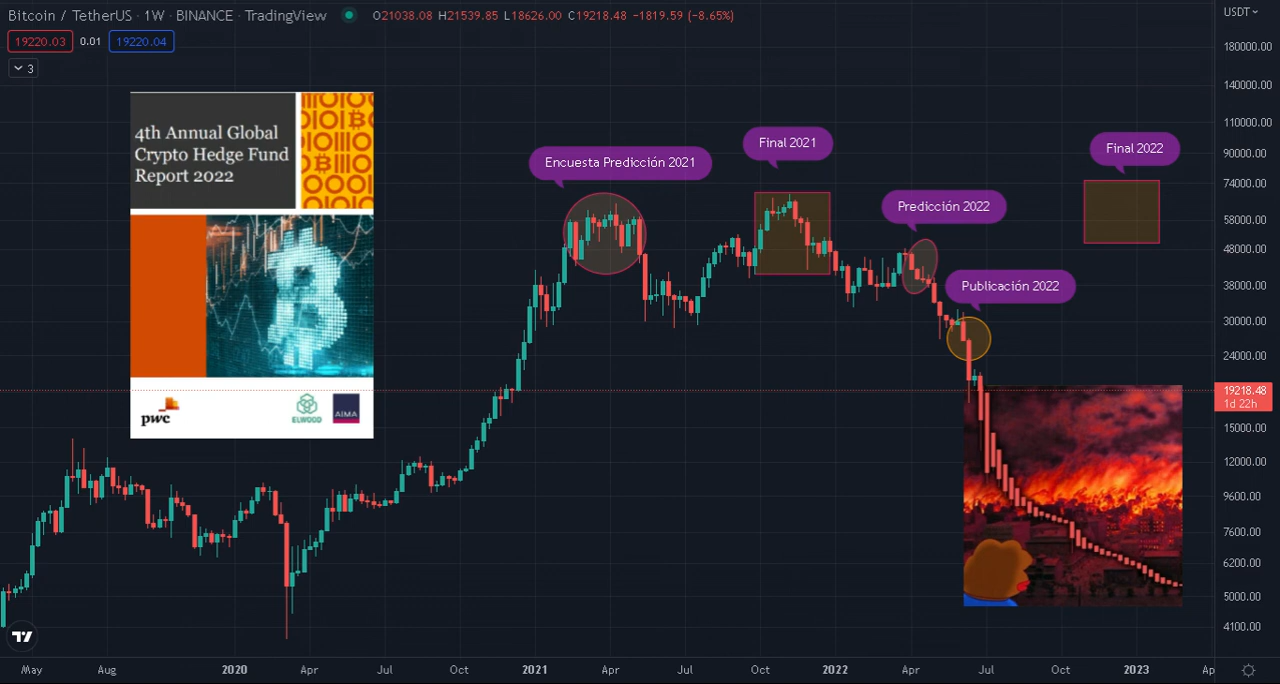 Bitcoin / TetherUS · 1W · BINANCE · TradingView
O21038.08 H21539.85 L18626.00 C19218.48 −1819.59 (−8.65%)
USDT
19220.03 0.01 19220.04
3
180000.00
140000.00
110000.00
90000.00
74000.00
58000.00
48000.00
38000.00
30000.00
24000.00
19218.48
1d 22h
15000.00
12000.00
9600.00
7600.00
6200.00
5000.00
4100.00
4th Annual Global
Crypto Hedge Fund
Report 2022
pwc
ELWOOD
AIMA
Encuesta Predicción 2021
Final 2021
Predicción 2022
Publicación 2022
Final 2022
May Aug 2020 Apr Jul Oct 2021 Apr Jul Oct 2022 Apr Jul Oct 2023 Ap